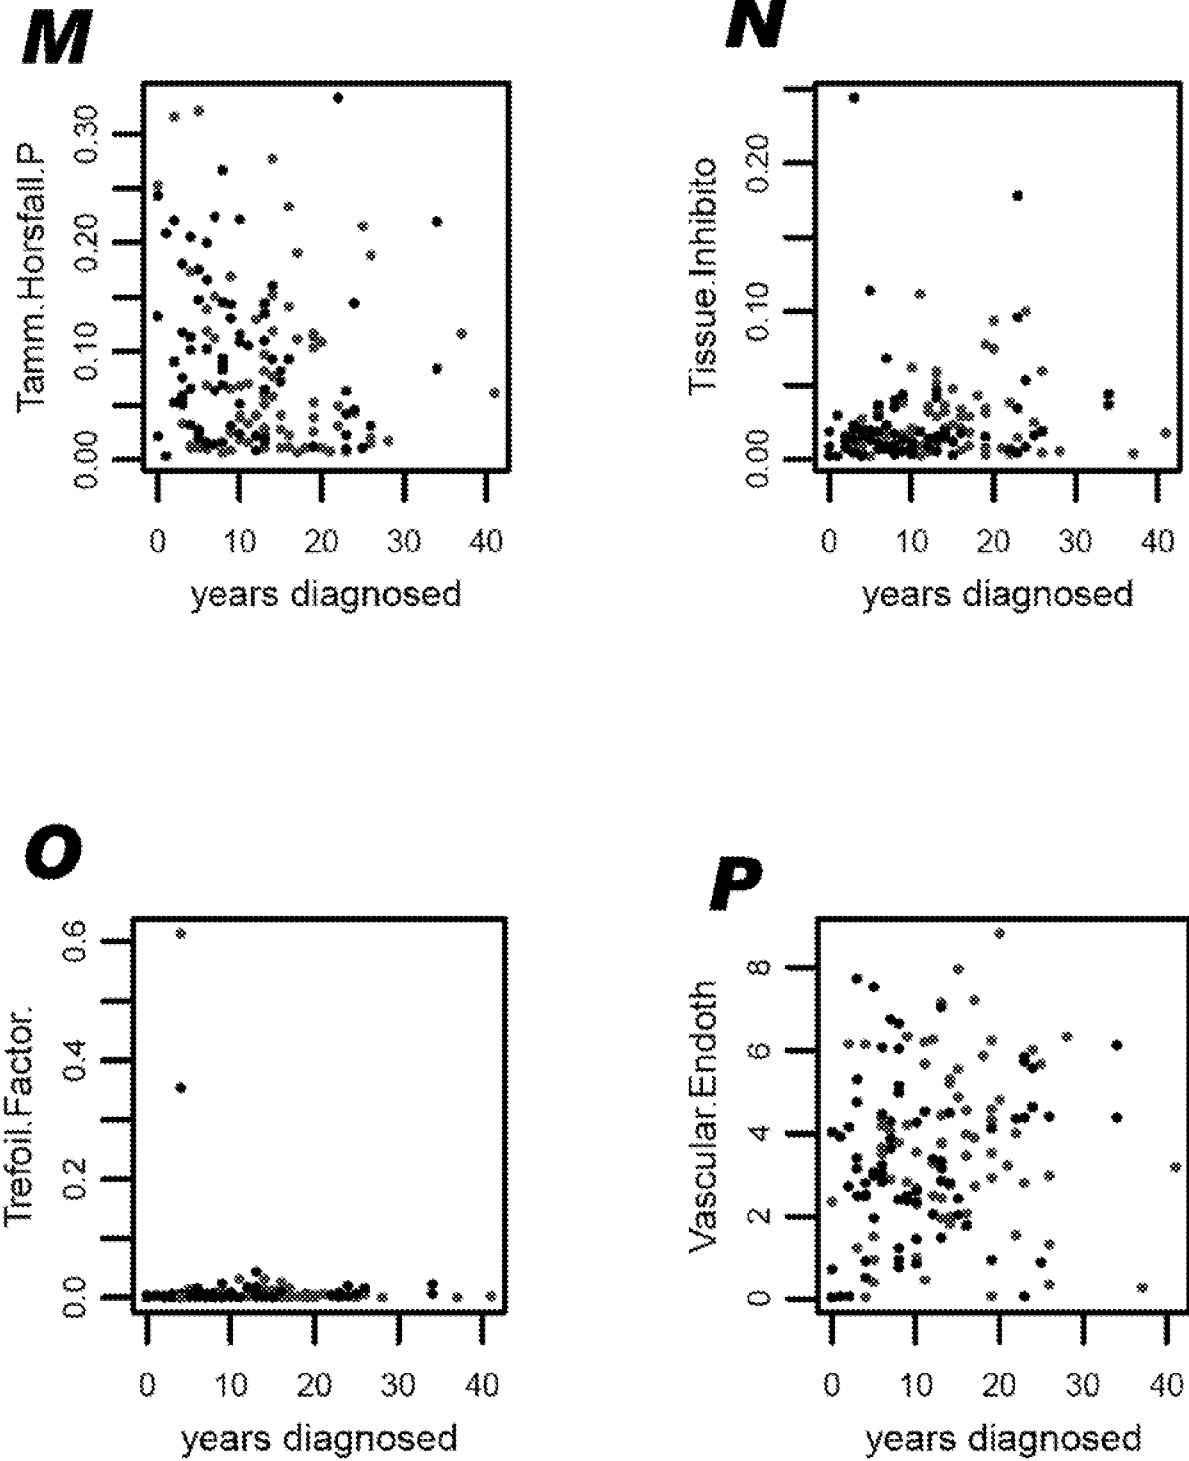 M
Tamm.Horsfall.P
0.00 0.10 0.20 0.30
0 10 20 30 40
years diagnosed
N
Tissue.Inhibito
0.00 0.10 0.20
0 10 20 30 40
years diagnosed
O
Trefoil.Factor.
0.0 0.2 0.4 0.6
0 10 20 30 40
years diagnosed
P
Vascular.Endoth
0 2 4 6 8
0 10 20 30 40
years diagnosed